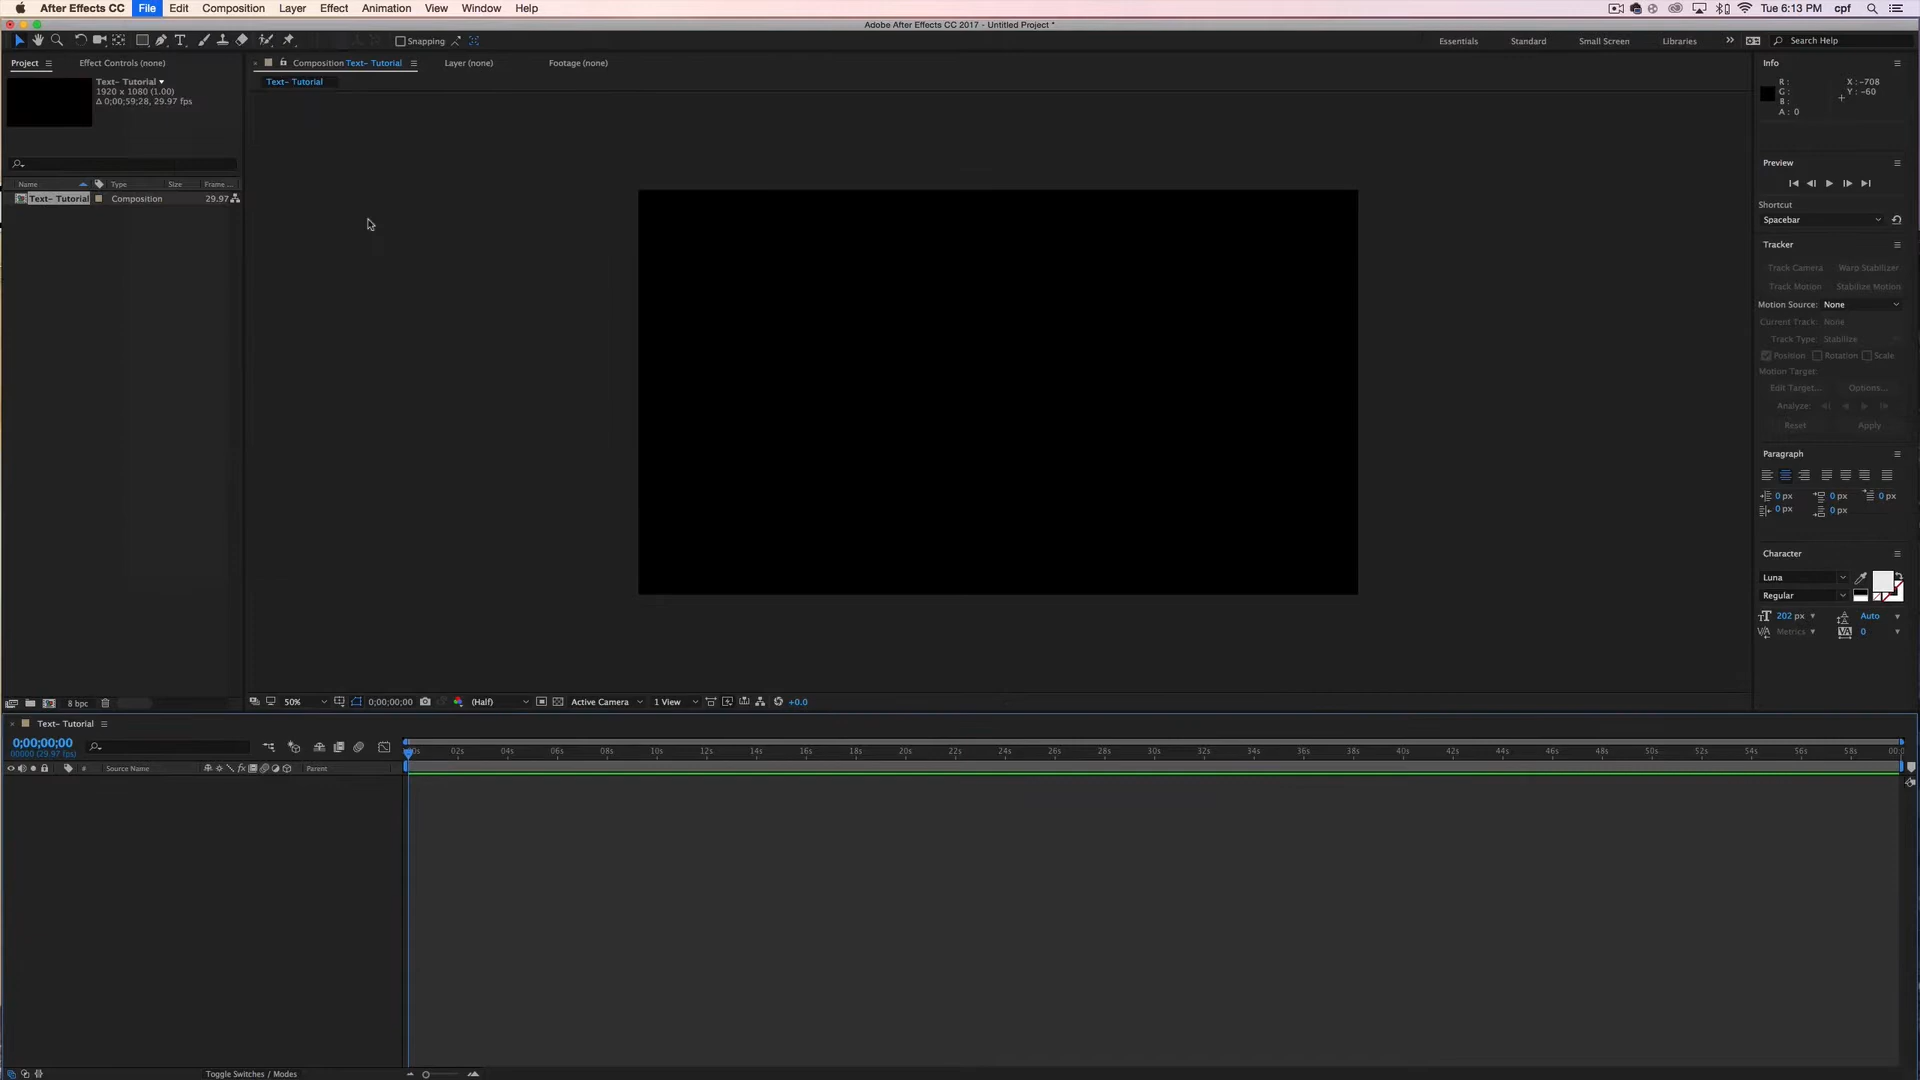 After Effects CC File Edit Composition Layer Effect Animation View Window Help Tue 6:13 PM cpf
Adobe After Effects CC 2017 - Untitled Project *
Snapping Essentials Standard Small Screen Libraries >> Search Help
Project Effect Controls (none) Composition Text- Tutorial Layer (none) Footage (none) Info
Text- Tutorial
1920 x 1080 (1.00)
Δ 0;00;59;28, 29.97 fps
Text- Tutorial
R :
G :
B :
A : 0
X : -708
Y : -60
Preview
Shortcut
Spacebar
Name Type Size Frame ...
Text- Tutorial Composition 29.97
Tracker
Track Camera Warp Stabilizer
Track Motion Stabilize Motion
Motion Source: None
Current Track: None
Track Type: Stabilize
Position Rotation Scale
Motion Target:
Edit Target... Options...
Analyze:
Reset Apply
Paragraph
0 px 0 px 0 px
0 px 0 px
Character
Luna
Regular
202 px Auto
Metrics 0
8 bpc 50% 0;00;00;00 (Half) Active Camera 1 View +0.0
Text- Tutorial
0;00;00;00
00000 (29.97 fps)
02s 04s 06s 08s 10s 12s 14s 16s 18s 20s 22s 24s 26s 28s 30s 32s 34s 36s 38s 40s 42s 44s 46s 48s 50s 52s 54s 56s 58s
# Source Name Parent
Toggle Switches / Modes